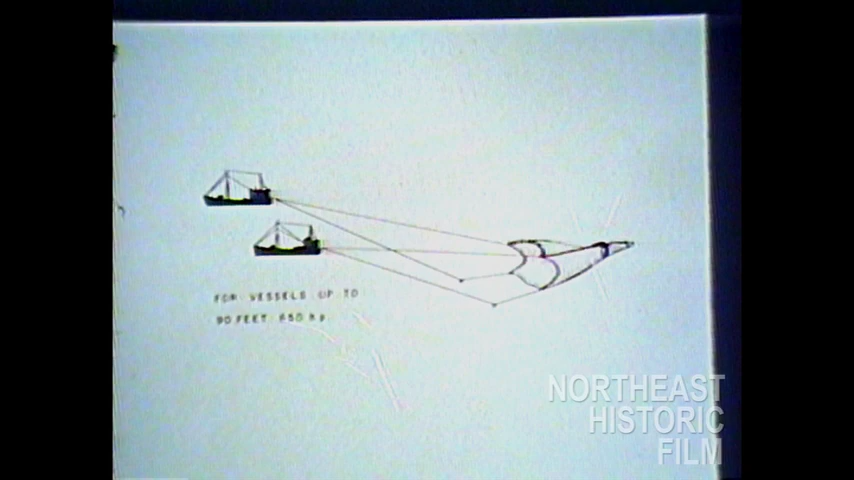 FOR VESSELS UP TO
90 FEET 650 h.p.
NORTHEAST
HISTORIC
FILM